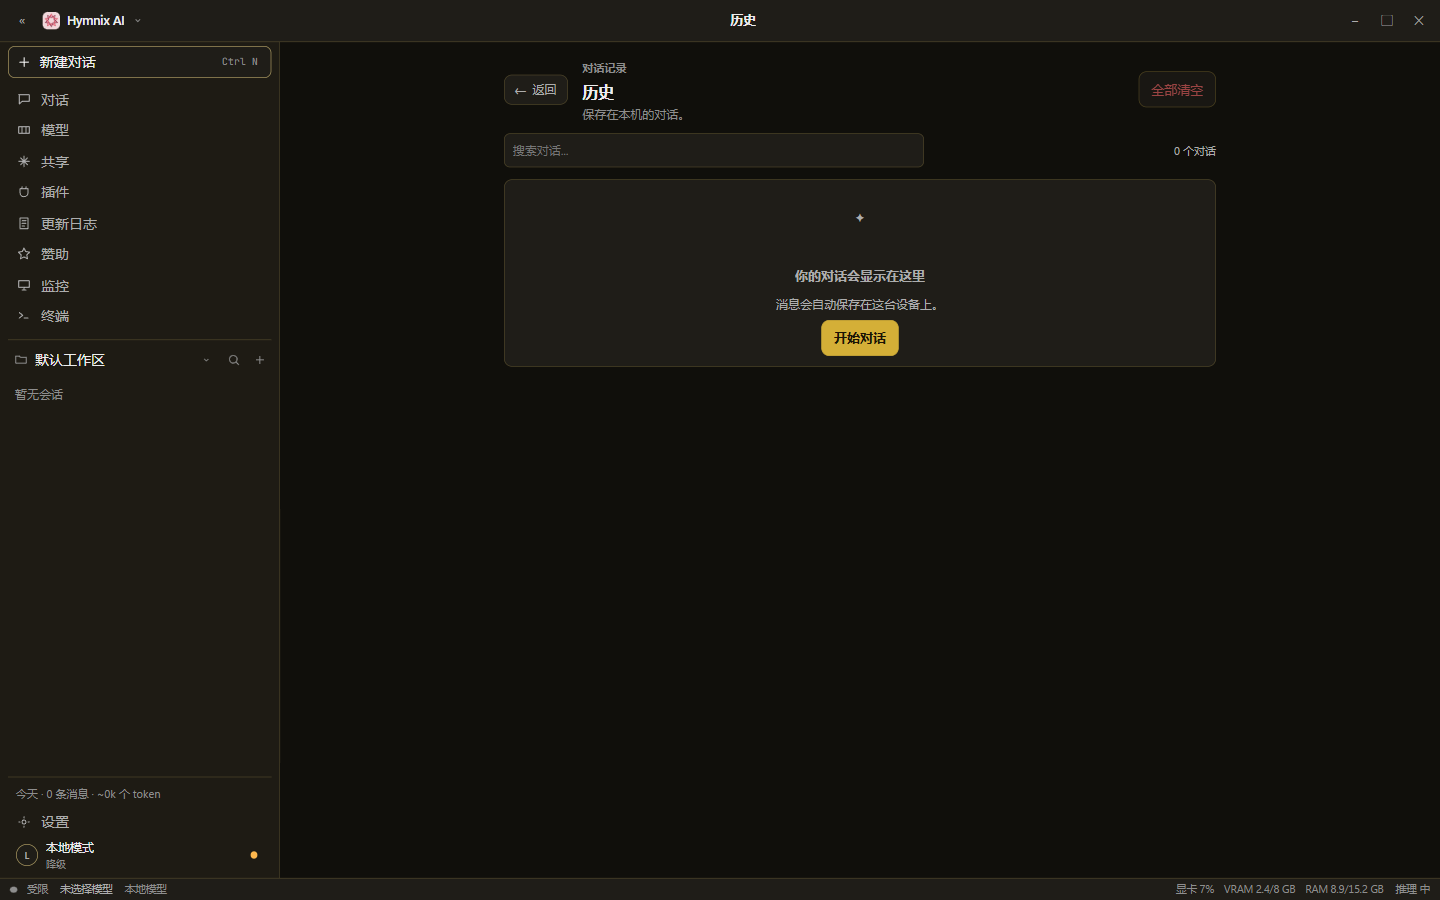 «
Hymnix AI
历史
新建对话
Ctrl N
对话
模型
共享
插件
更新日志
赞助
监控
终端
默认工作区
暂无会话
今天 · 0 条消息 · ~0k 个 token
设置
L
本地模式
降级
对话记录
← 返回
历史
保存在本机的对话。
全部清空
搜索对话...
0 个对话
你的对话会显示在这里
消息会自动保存在这台设备上。
开始对话
受限 未选择模型 本地模型
显卡 7% VRAM 2.4/8 GB RAM 8.9/15.2 GB 推理 中